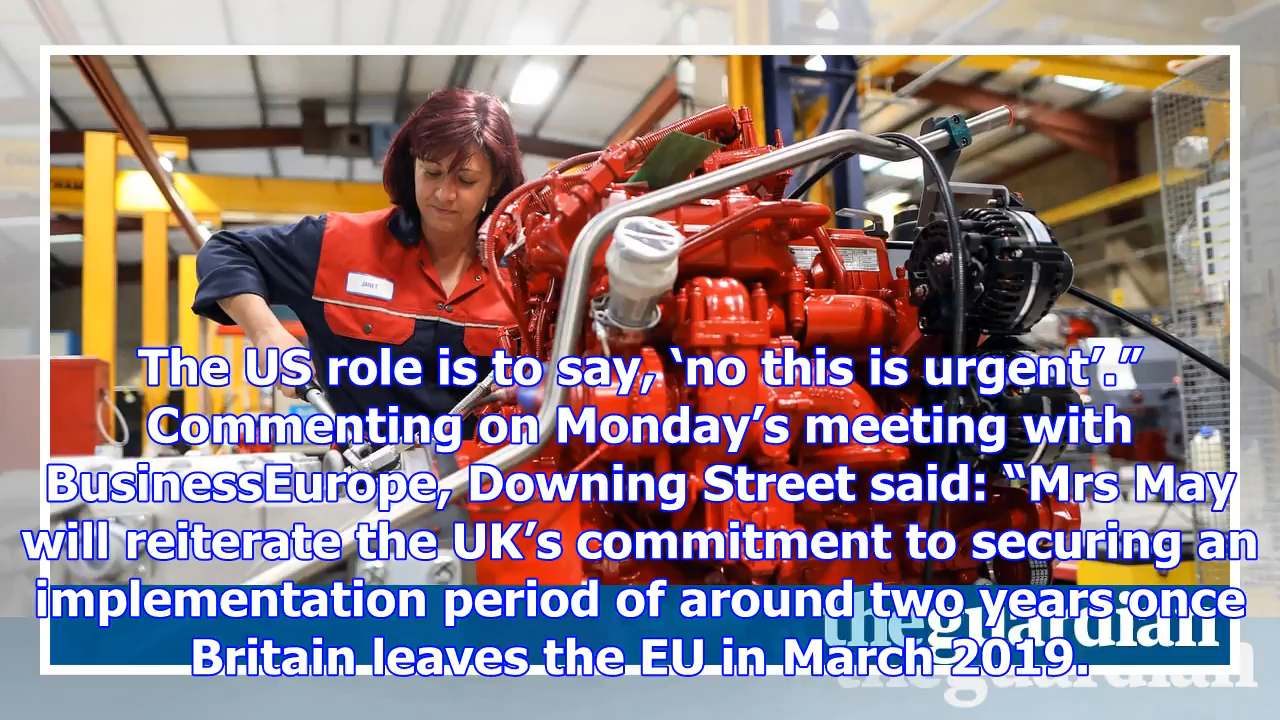 JANET
The US role is to say, ‘no this is urgent’.”
Commenting on Monday’s meeting with
BusinessEurope, Downing Street said: “Mrs May
will reiterate the UK’s commitment to securing an
implementation period of around two years once
Britain leaves the EU in March 2019.
theguardian
theguardian